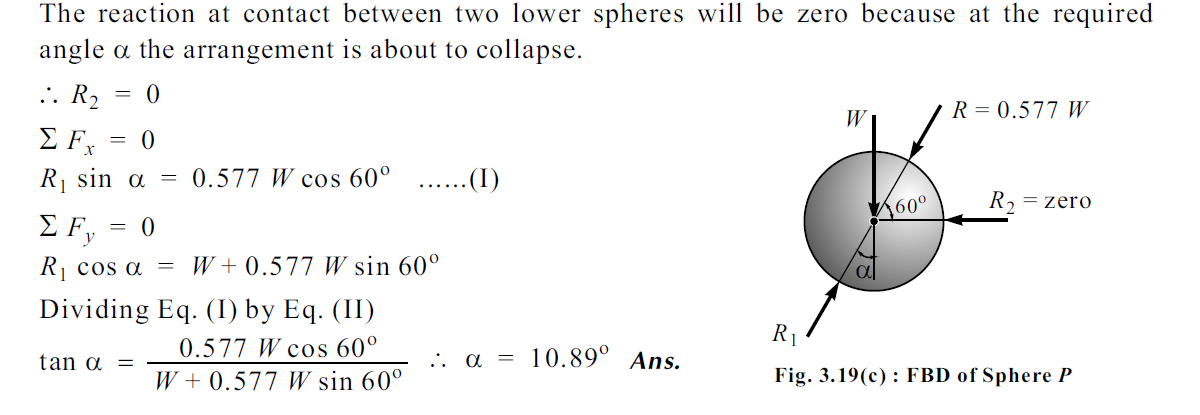 The reaction at contact between two lower spheres will be zero because at the required
angle α the arrangement is about to collapse.
∴ R₂ = 0
Σ Fₓ = 0
R₁ sin α = 0.577 W cos 60° ......(I)
Σ F_y = 0
R₁ cos α = W + 0.577 W sin 60°
Dividing Eq. (I) by Eq. (II)
tan α = 0.577 W cos 60° / W + 0.577 W sin 60° ∴ α = 10.89° Ans.
W
R = 0.577 W
60°
R₂ = zero
α
R₁
Fig. 3.19(c) : FBD of Sphere P